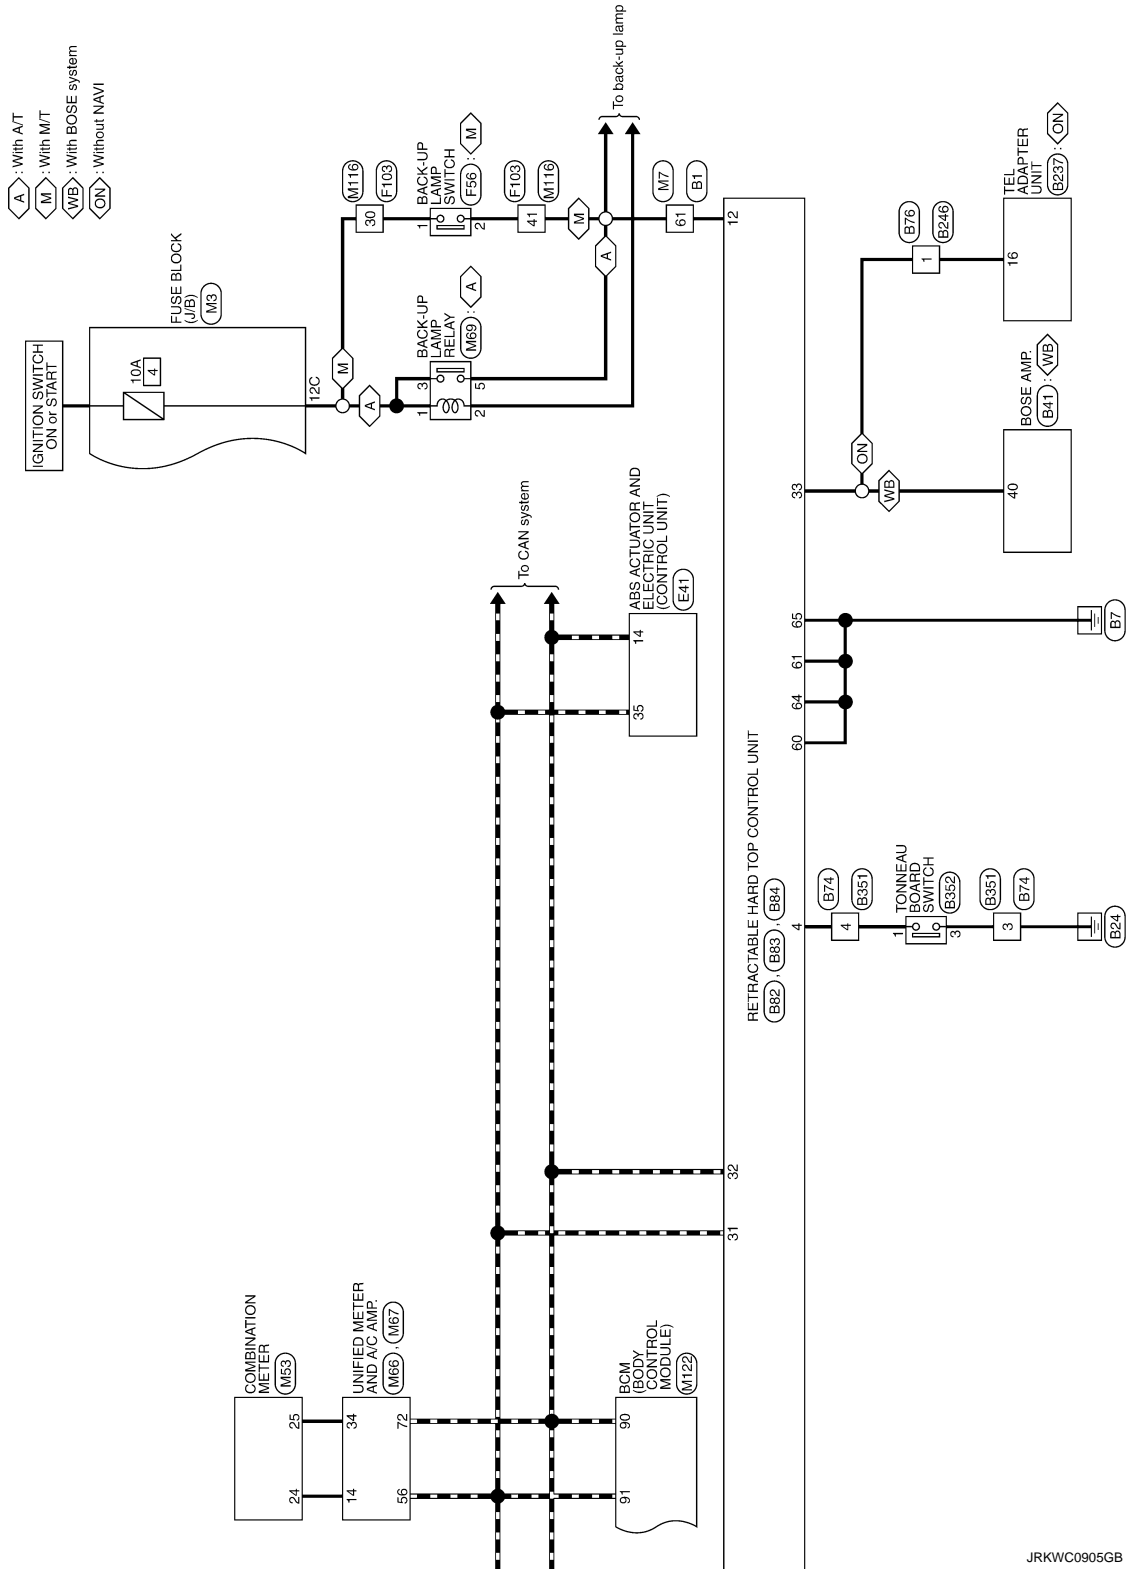 A : With A/T
M : With M/T
WB : With BOSE system
ON : Without NAVI
IGNITION SWITCH
ON or START
FUSE BLOCK
(J/B)
M3
10A
4
12C
M
A
M116
30
F103
1
BACK-UP
LAMP
SWITCH
F56 : M
2
F103
41
M116
M
3
1
BACK-UP
LAMP
RELAY
M69 : A
5
2
A
To back-up lamp
M7
61
B1
12
To CAN system
ABS ACTUATOR AND
ELECTRIC UNIT
(CONTROL UNIT)
E41
14
35
COMBINATION
METER
M53
24
25
UNIFIED METER
AND A/C AMP.
M66 , M67
14
34
56
72
BCM
(BODY
CONTROL
MODULE)
M122
91
90
31
32
RETRACTABLE HARD TOP CONTROL UNIT
B82 , B83 , B84
4
60
64
61
65
33
B74
4
B351
1
TONNEAU
BOARD
SWITCH
B352
3
B351
3
B74
B24
B7
ON
WB
BOSE AMP.
B41 : WB
40
B76
1
B246
TEL
ADAPTER
UNIT
B237 : ON
16
JRKWC0905GB